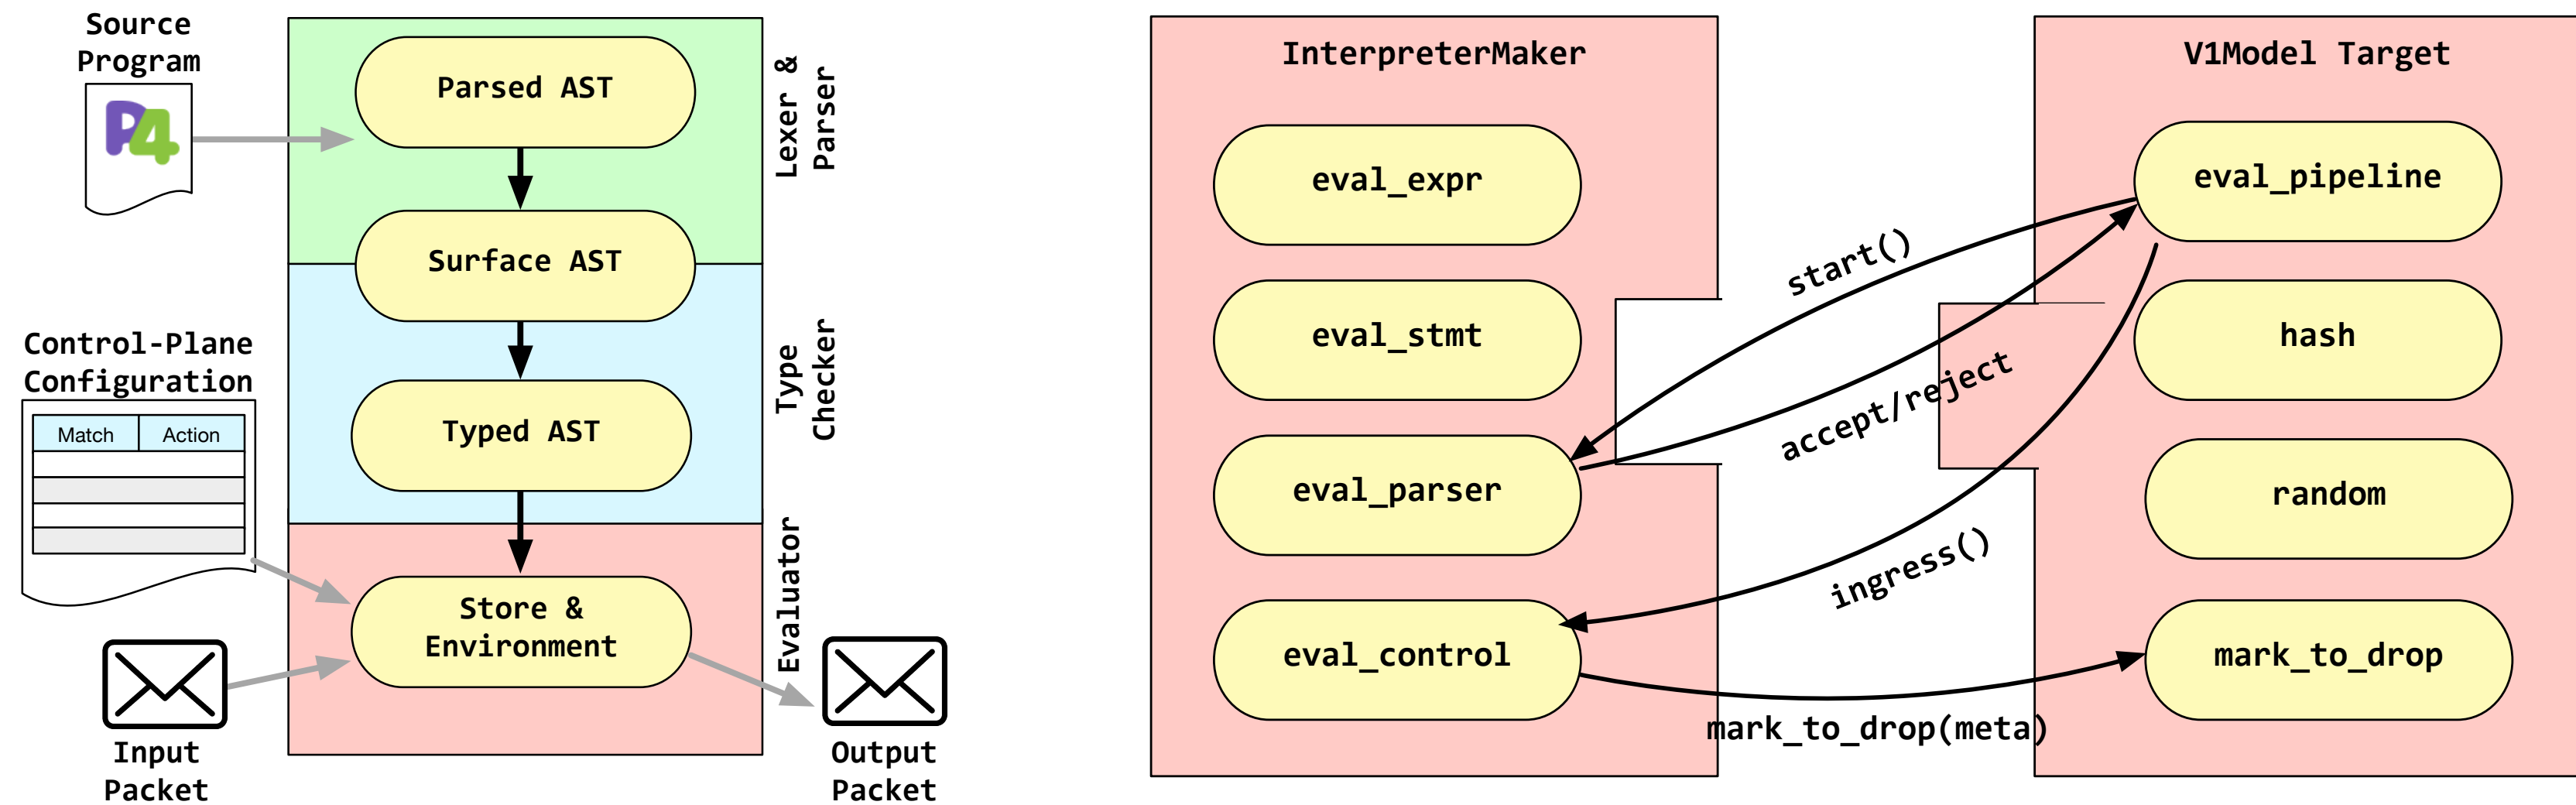 Source
Program
P4
Parsed AST
Lexer &
Parser
Surface AST
Control-Plane
Configuration
Match Action
Type
Checker
Typed AST
Store &
Environment
Evaluator
Input
Packet
Output
Packet
InterpreterMaker
eval_expr
eval_stmt
eval_parser
eval_control
start()
accept/reject
ingress()
mark_to_drop(meta)
V1Model Target
eval_pipeline
hash
random
mark_to_drop